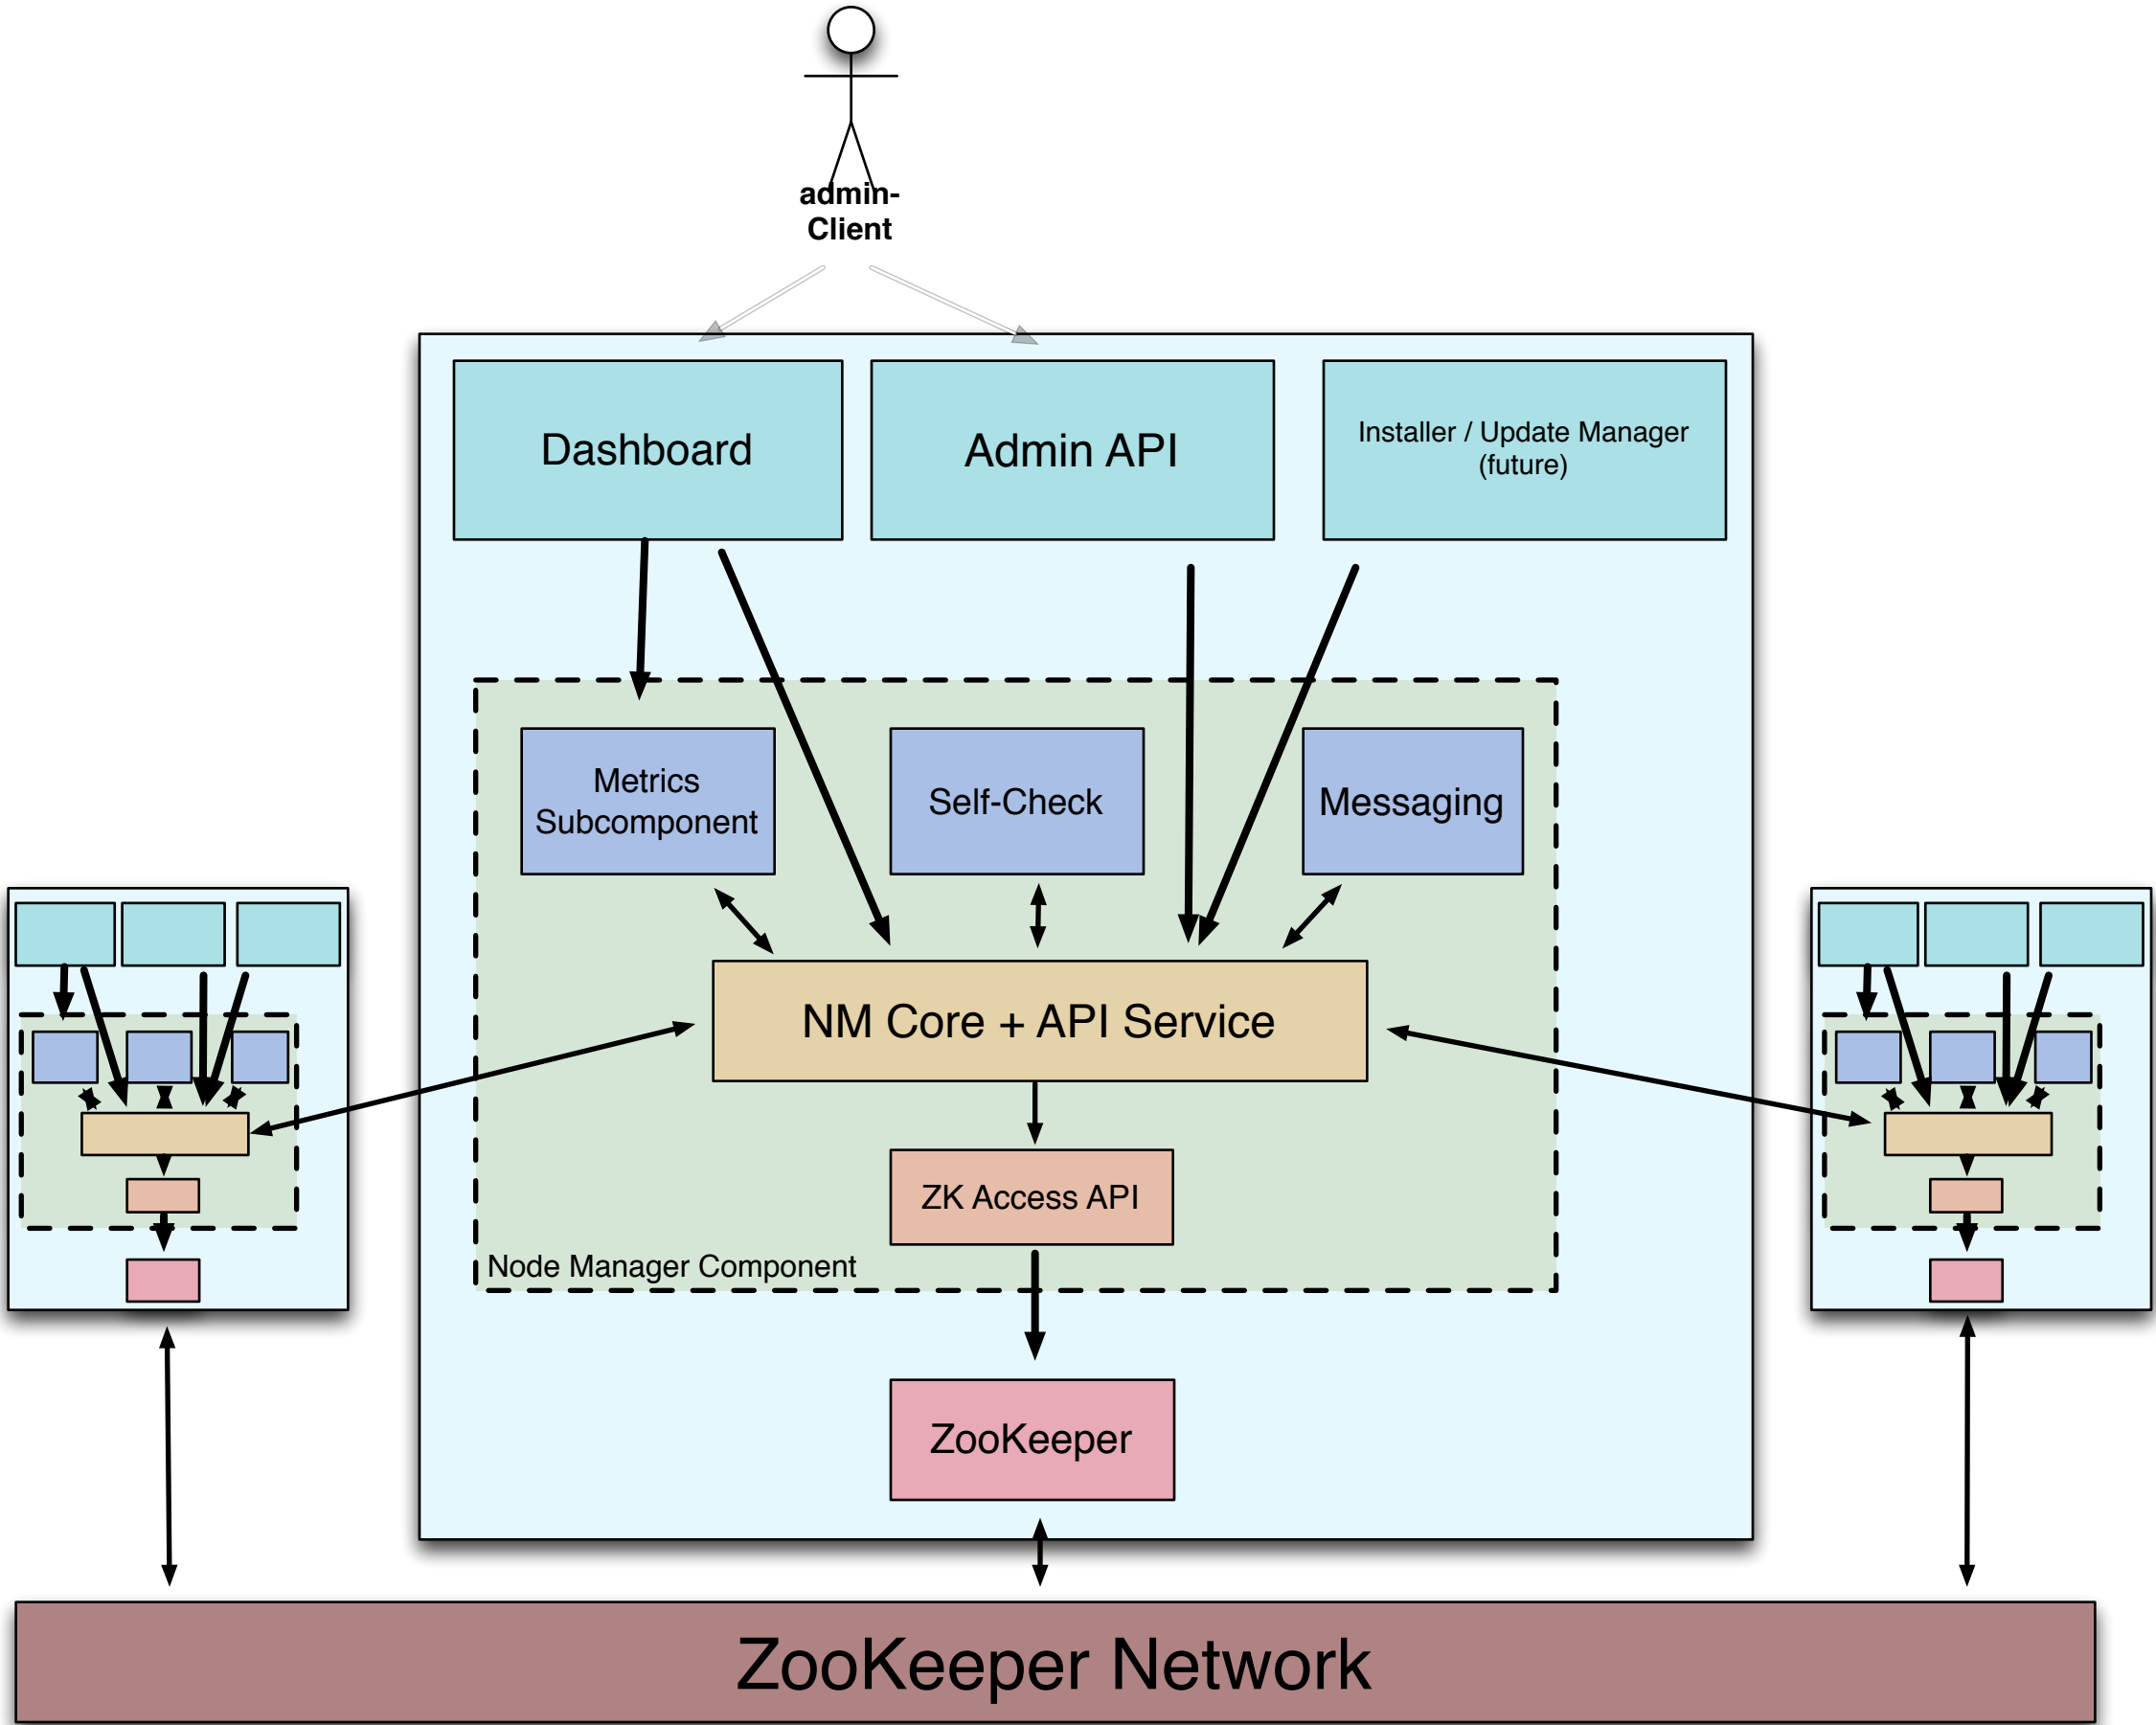 admin-
Client
Dashboard
Admin API
Installer / Update Manager
(future)
Metrics
Subcomponent
Self-Check
Messaging
NM Core + API Service
ZK Access API
Node Manager Component
ZooKeeper
ZooKeeper Network